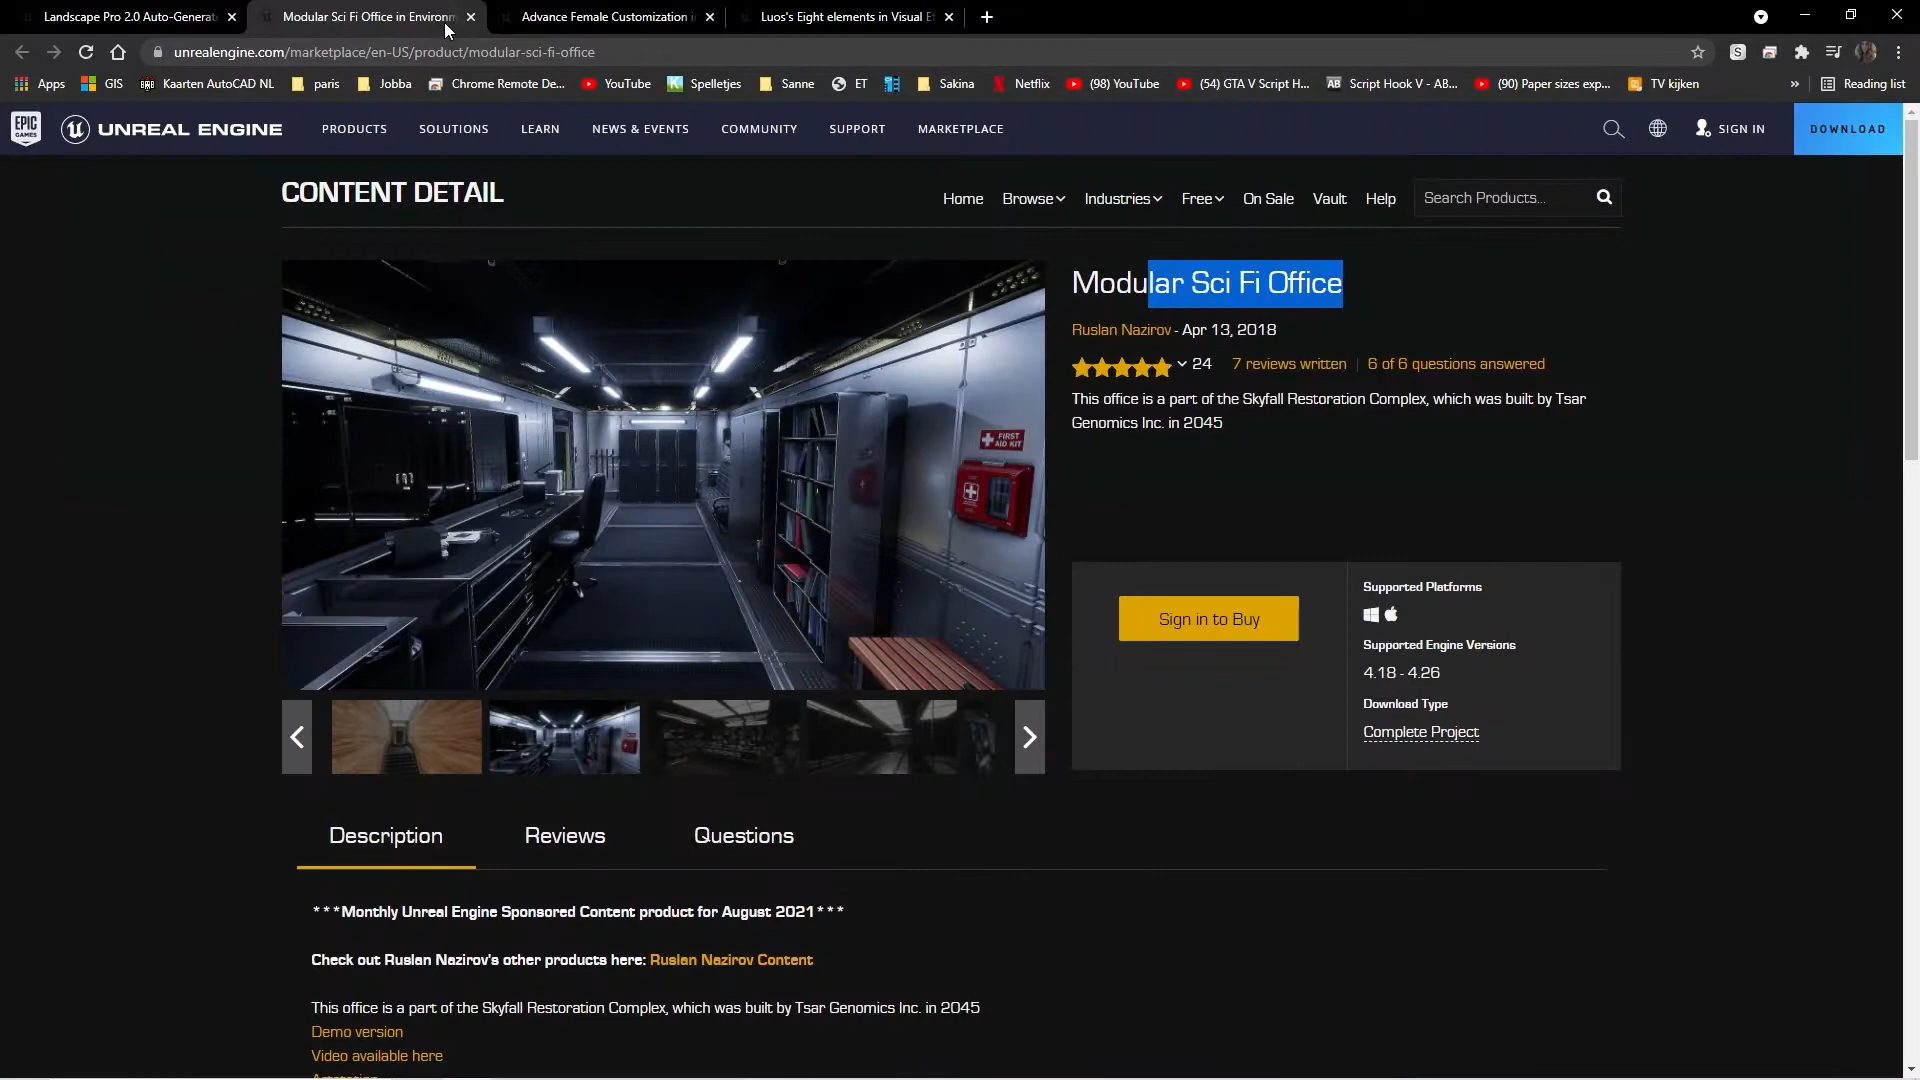 Landscape Pro 2.0 Auto-Generat
Modular Sci Fi Office in Environm
Advance Female Customization i
Luos's Eight elements in Visual Ef
unrealengine.com/marketplace/en-US/product/modular-sci-fi-office
Apps GIS Kaarten AutoCAD NL paris Jobba Chrome Remote De... YouTube Spelletjes Sanne ET Sakina Netflix (98) YouTube (54) GTA V Script H... AB Script Hook V - AB... (90) Paper sizes exp... TV kijken » Reading list
EPIC GAMES UNREAL ENGINE PRODUCTS SOLUTIONS LEARN NEWS & EVENTS COMMUNITY SUPPORT MARKETPLACE SIGN IN DOWNLOAD
CONTENT DETAIL
Home Browse Industries Free On Sale Vault Help Search Products...
Modular Sci Fi Office
Ruslan Nazirov - Apr 13, 2018
24 7 reviews written | 6 of 6 questions answered
This office is a part of the Skyfall Restoration Complex, which was built by Tsar
Genomics Inc. in 2045
FIRST
AID KIT
Sign in to Buy
Supported Platforms
Supported Engine Versions
4.18 - 4.26
Download Type
Complete Project
Description Reviews Questions
***Monthly Unreal Engine Sponsored Content product for August 2021***
Check out Ruslan Nazirov's other products here: Ruslan Nazirov Content
This office is a part of the Skyfall Restoration Complex, which was built by Tsar Genomics Inc. in 2045
Demo version
Video available here